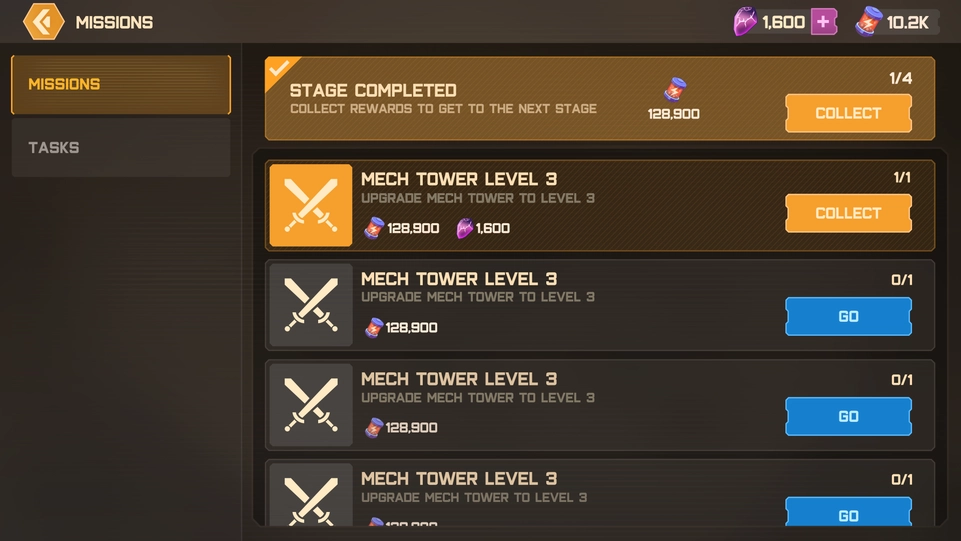 MISSIONS
1,600
10.2K
MISSIONS
TASKS
STAGE COMPLETED
COLLECT REWARDS TO GET TO THE NEXT STAGE
128,900
1/4
COLLECT
MECH TOWER LEVEL 3
UPGRADE MECH TOWER TO LEVEL 3
128,900
1,600
1/1
COLLECT
MECH TOWER LEVEL 3
UPGRADE MECH TOWER TO LEVEL 3
128,900
0/1
GO
MECH TOWER LEVEL 3
UPGRADE MECH TOWER TO LEVEL 3
128,900
0/1
GO
MECH TOWER LEVEL 3
UPGRADE MECH TOWER TO LEVEL 3
0/1
GO